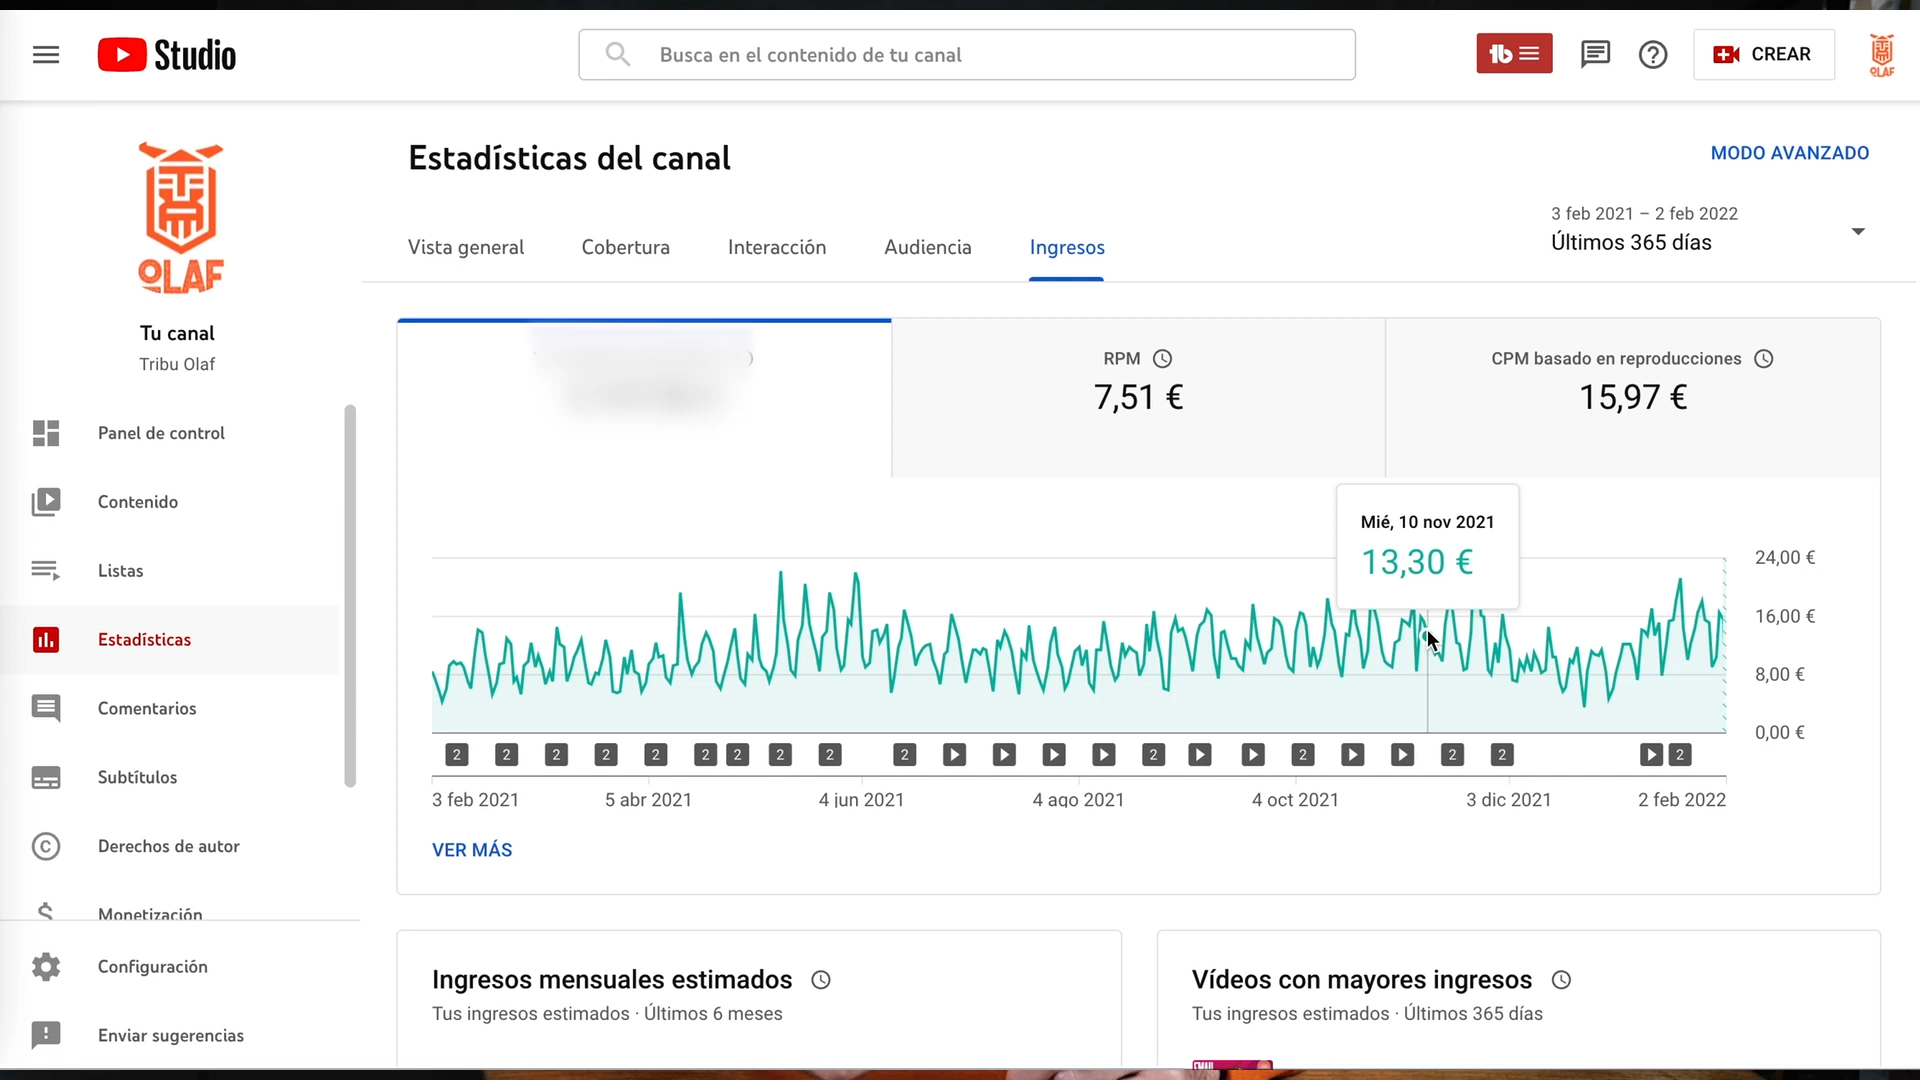 Studio
Busca en el contenido de tu canal
CREAR
OLAF
OLAF
Tu canal
Tribu Olaf
Panel de control
Contenido
Listas
Estadísticas
Comentarios
Subtítulos
Derechos de autor
Monetización
Configuración
Enviar sugerencias
Estadísticas del canal
MODO AVANZADO
Vista general
Cobertura
Interacción
Audiencia
Ingresos
3 feb 2021 – 2 feb 2022
Últimos 365 días
RPM
7,51 €
CPM basado en reproducciones
15,97 €
Mié, 10 nov 2021
13,30 €
24,00 €
16,00 €
8,00 €
0,00 €
2 2 2 2 2 2 2 2 2 2 2 2 2 2 2
3 feb 2021 5 abr 2021 4 jun 2021 4 ago 2021 4 oct 2021 3 dic 2021 2 feb 2022
VER MÁS
Ingresos mensuales estimados
Tus ingresos estimados · Últimos 6 meses
Vídeos con mayores ingresos
Tus ingresos estimados · Últimos 365 días